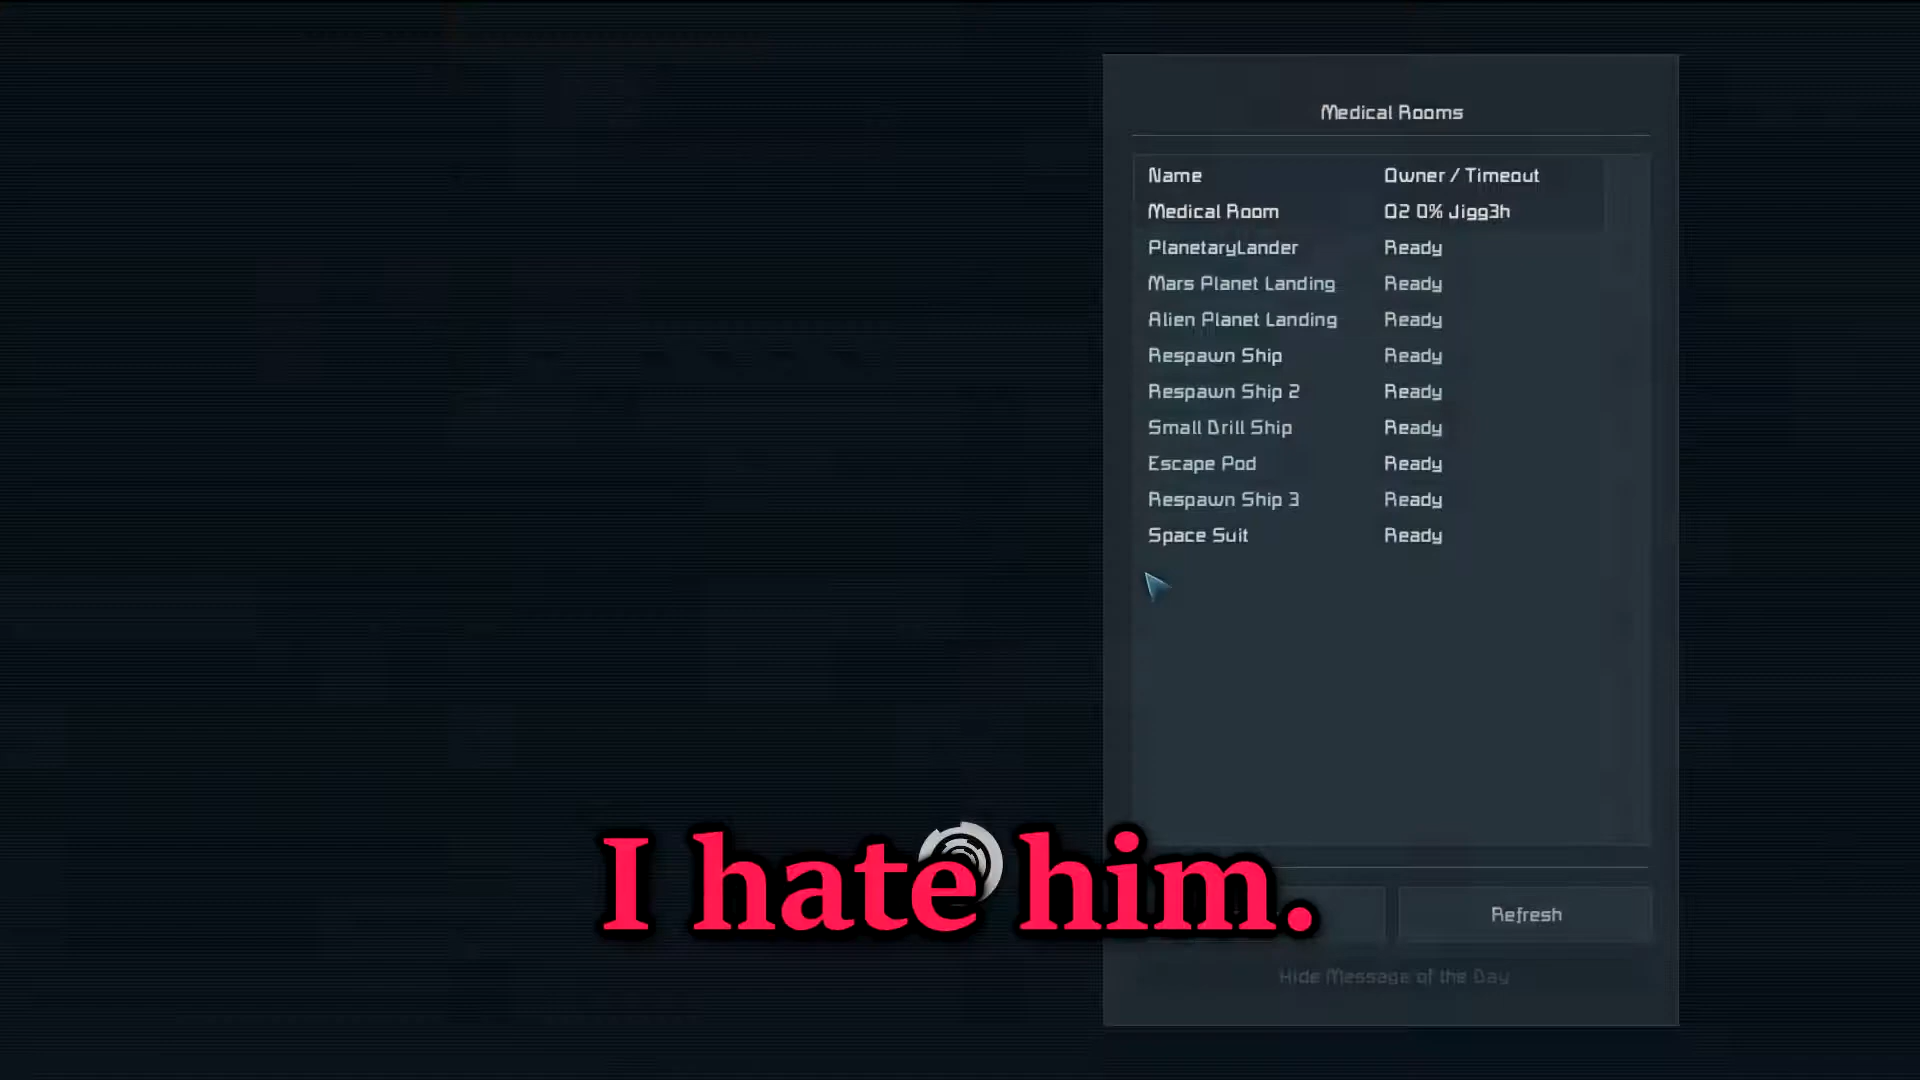 Medical Rooms
Name Owner / Timeout
Medical Room O2 0% Jigg3h
PlanetaryLander Ready
Mars Planet Landing Ready
Alien Planet Landing Ready
Respawn Ship Ready
Respawn Ship 2 Ready
Small Drill Ship Ready
Escape Pod Ready
Respawn Ship 3 Ready
Space Suit Ready
I hate him.
Refresh
Hide Message of the Day